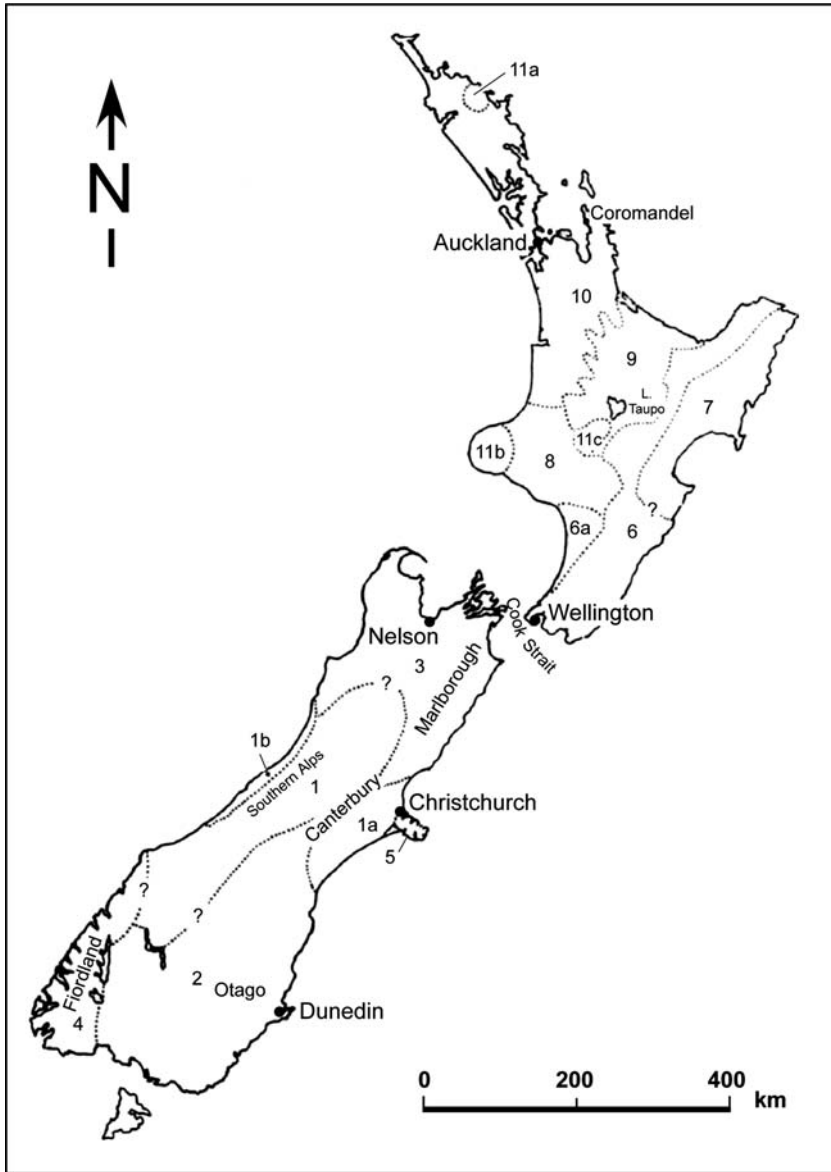 11a
N
Coromandel
Auckland
10
9
L.
Taupo
7
11b
8
11c
?
6a
6
Cook Strait
Wellington
Nelson
3
Marlborough
?
1b
Southern Alps
1
Canterbury
Christchurch
1a
5
?
?
Fiordland
2
Otago
4
Dunedin
0 200 400
km